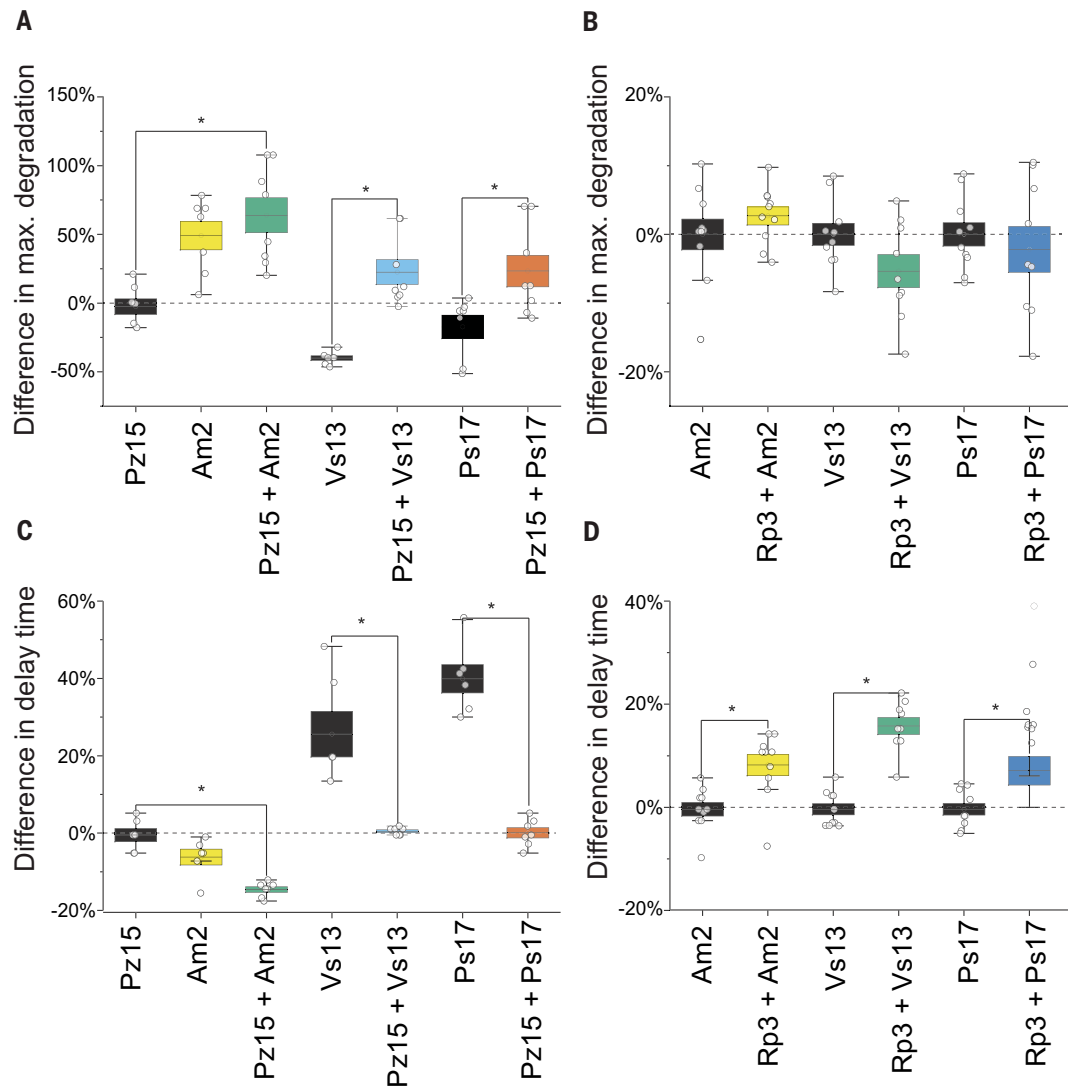 A
Difference in max. degradation
150%
100%
50%
0%
-50%
*
*
*
Pz15
Am2
Pz15 + Am2
Vs13
Pz15 + Vs13
Ps17
Pz15 + Ps17
B
Difference in max. degradation
20%
0%
-20%
Am2
Rp3 + Am2
Vs13
Rp3 + Vs13
Ps17
Rp3 + Ps17
C
Difference in delay time
60%
40%
20%
0%
-20%
*
*
*
Pz15
Am2
Pz15 + Am2
Vs13
Pz15 + Vs13
Ps17
Pz15 + Ps17
D
Difference in delay time
40%
20%
0%
-20%
*
*
*
Am2
Rp3 + Am2
Vs13
Rp3 + Vs13
Ps17
Rp3 + Ps17